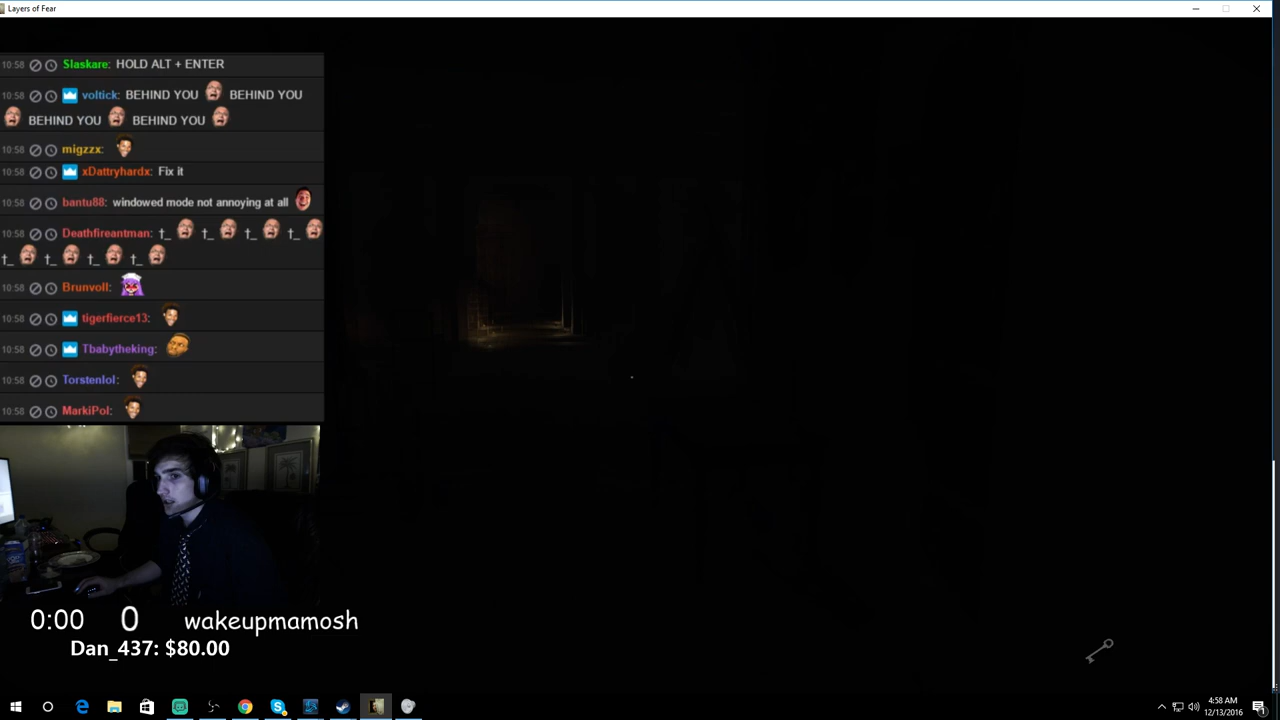 Layers of Fear
10:58 Slaskare: HOLD ALT + ENTER
10:58 voltick: BEHIND YOU BEHIND YOU
BEHIND YOU BEHIND YOU
10:58 migzzx:
10:58 xDattryhardx: Fix it
10:58 bantu88: windowed mode not annoying at all
10:58 Deathfireantman: †_ †_ †_ †_
†_ †_ †_ †_
10:58 Brunvoll:
10:58 tigerfierce13:
10:58 Tbabytheking:
10:58 Torstenlol:
10:58 MarkiPol:
0:00 0 wakeupmamosh
Dan_437: $80.00
4:58 AM
12/13/2016
1